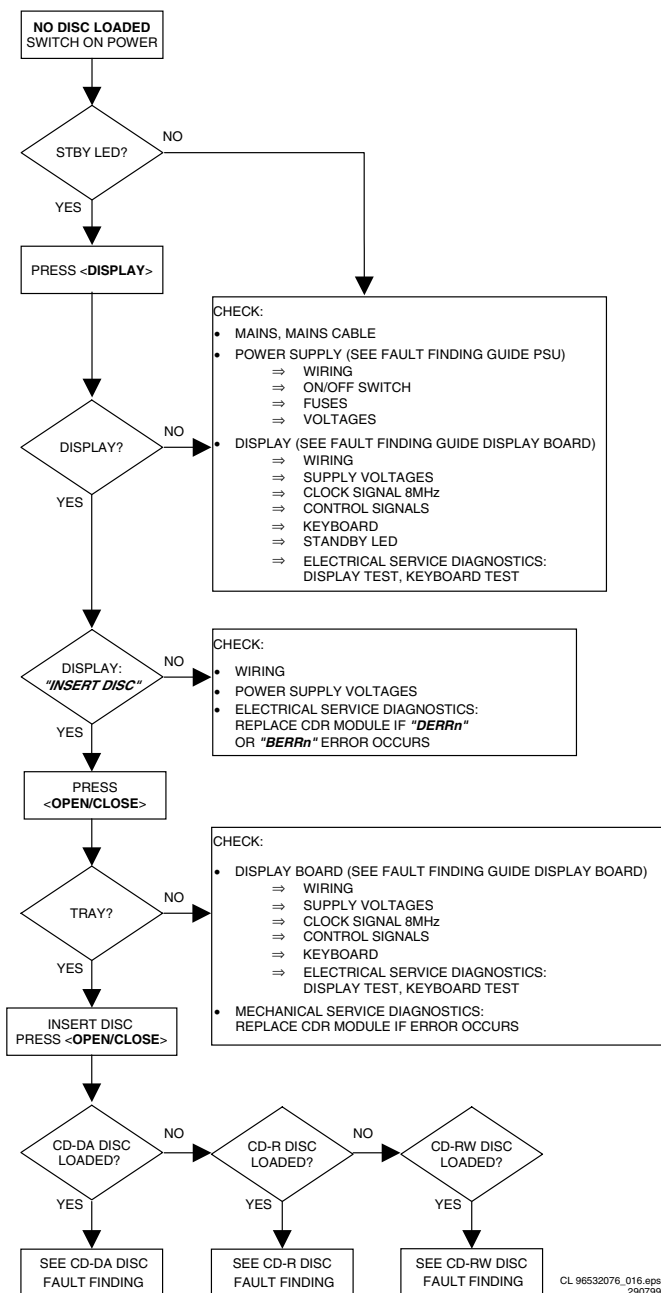 NO DISC LOADED
SWITCH ON POWER
STBY LED?
NO
YES
PRESS <DISPLAY>
CHECK:
• MAINS, MAINS CABLE
• POWER SUPPLY (SEE FAULT FINDING GUIDE PSU)
⇒ WIRING
⇒ ON/OFF SWITCH
⇒ FUSES
⇒ VOLTAGES
• DISPLAY (SEE FAULT FINDING GUIDE DISPLAY BOARD)
⇒ WIRING
⇒ SUPPLY VOLTAGES
⇒ CLOCK SIGNAL 8MHz
⇒ CONTROL SIGNALS
⇒ KEYBOARD
⇒ STANDBY LED
⇒ ELECTRICAL SERVICE DIAGNOSTICS:
DISPLAY TEST, KEYBOARD TEST
DISPLAY?
NO
YES
DISPLAY:
"INSERT DISC"
NO
YES
CHECK:
• WIRING
• POWER SUPPLY VOLTAGES
• ELECTRICAL SERVICE DIAGNOSTICS:
REPLACE CDR MODULE IF "DERRn"
OR "BERRn" ERROR OCCURS
PRESS
<OPEN/CLOSE>
TRAY?
NO
YES
CHECK:
• DISPLAY BOARD (SEE FAULT FINDING GUIDE DISPLAY BOARD)
⇒ WIRING
⇒ SUPPLY VOLTAGES
⇒ CLOCK SIGNAL 8MHz
⇒ CONTROL SIGNALS
⇒ KEYBOARD
⇒ ELECTRICAL SERVICE DIAGNOSTICS:
DISPLAY TEST, KEYBOARD TEST
• MECHANICAL SERVICE DIAGNOSTICS:
REPLACE CDR MODULE IF ERROR OCCURS
INSERT DISC
PRESS <OPEN/CLOSE>
CD-DA DISC
LOADED?
NO
YES
CD-R DISC
LOADED?
NO
YES
CD-RW DISC
LOADED?
YES
SEE CD-DA DISC
FAULT FINDING
SEE CD-R DISC
FAULT FINDING
SEE CD-RW DISC
FAULT FINDING
CL 96532076_016.eps
290799